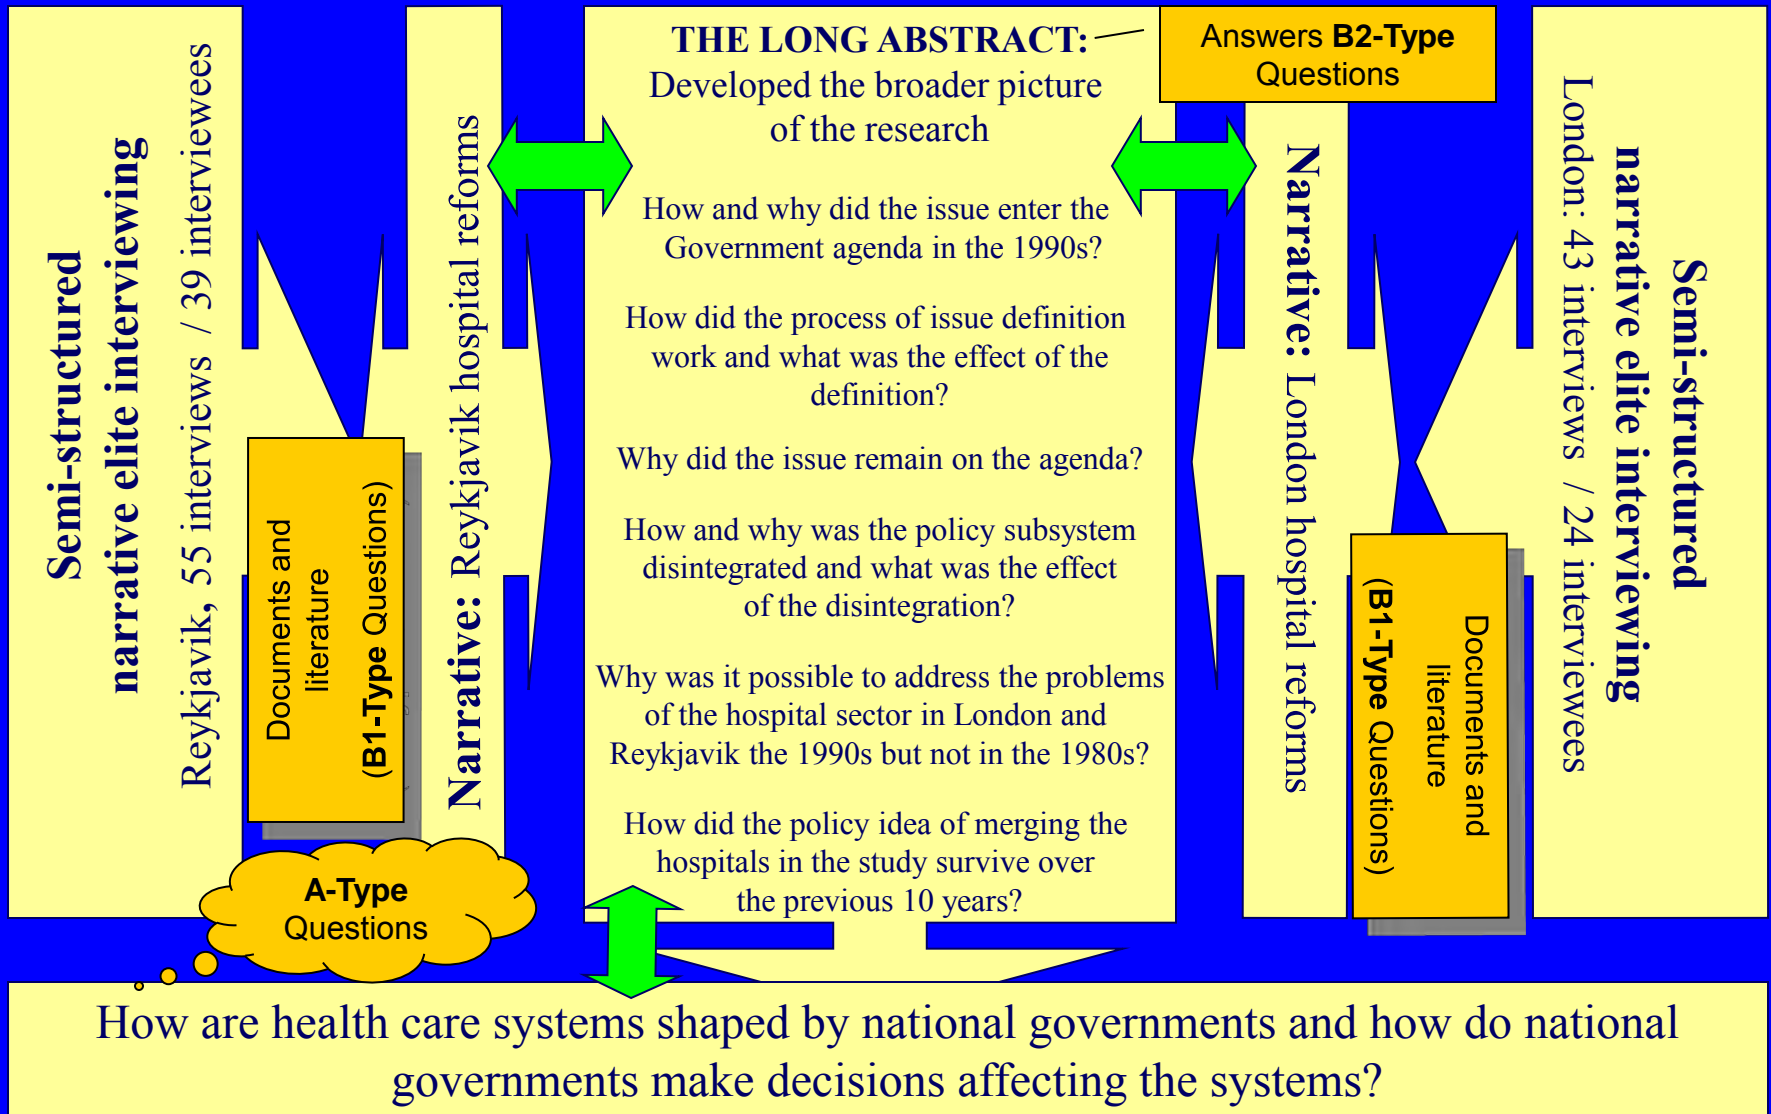 Semi-structured
narrative elite interviewing
Reykjavik, 55 interviews / 39 interviewees
Documents and
literature
(B1-Type Questions)
A-Type
Questions
Narrative: Reykjavik hospital reforms
THE LONG ABSTRACT:
Developed the broader picture
of the research
How and why did the issue enter the
Government agenda in the 1990s?
How did the process of issue definition
work and what was the effect of the
definition?
Why did the issue remain on the agenda?
How and why was the policy subsystem
disintegrated and what was the effect
of the disintegration?
Why was it possible to address the problems
of the hospital sector in London and
Reykjavik the 1990s but not in the 1980s?
How did the policy idea of merging the
hospitals in the study survive over
the previous 10 years?
Answers B2-Type
Questions
Narrative: London hospital reforms
Documents and
literature
(B1-Type Questions)
Semi-structured
narrative elite interviewing
London: 43 interviews / 24 interviewees
How are health care systems shaped by national governments and how do national
governments make decisions affecting the systems?